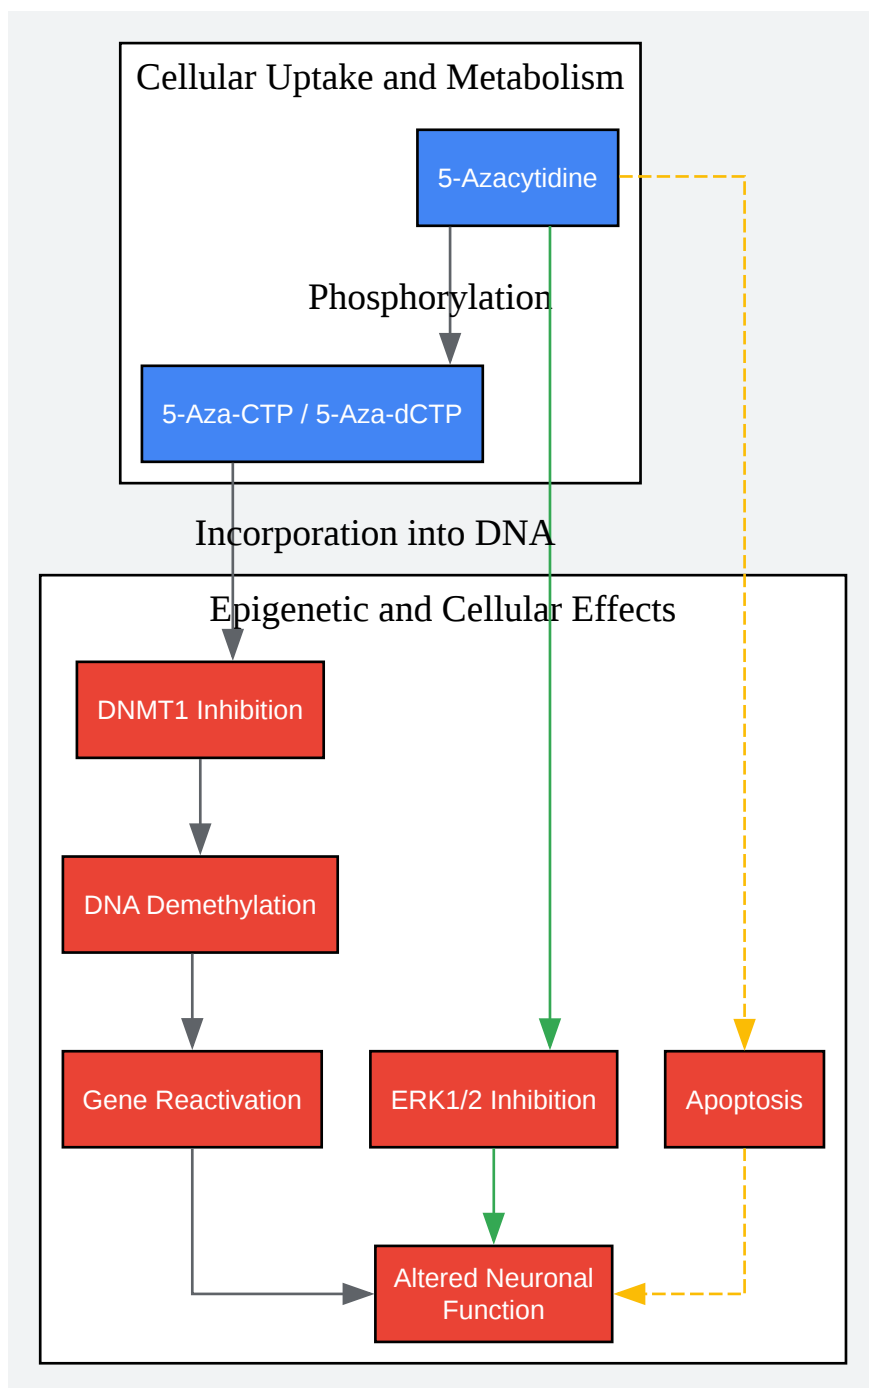 Cellular Uptake and Metabolism
5-Azacytidine
Phosphorylation
5-Aza-CTP / 5-Aza-dCTP
Incorporation into DNA
Epigenetic and Cellular Effects
DNMT1 Inhibition
DNA Demethylation
Gene Reactivation
ERK1/2 Inhibition
Apoptosis
Altered Neuronal
Function